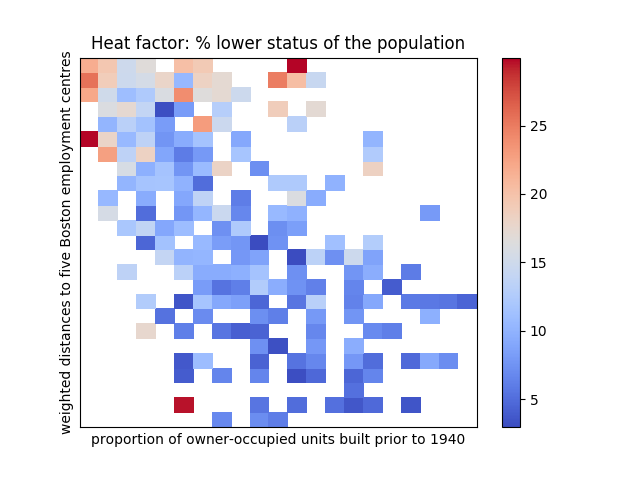 Heat factor: % lower status of the population
weighted distances to five Boston employment centres
proportion of owner-occupied units built prior to 1940
25
20
15
10
5